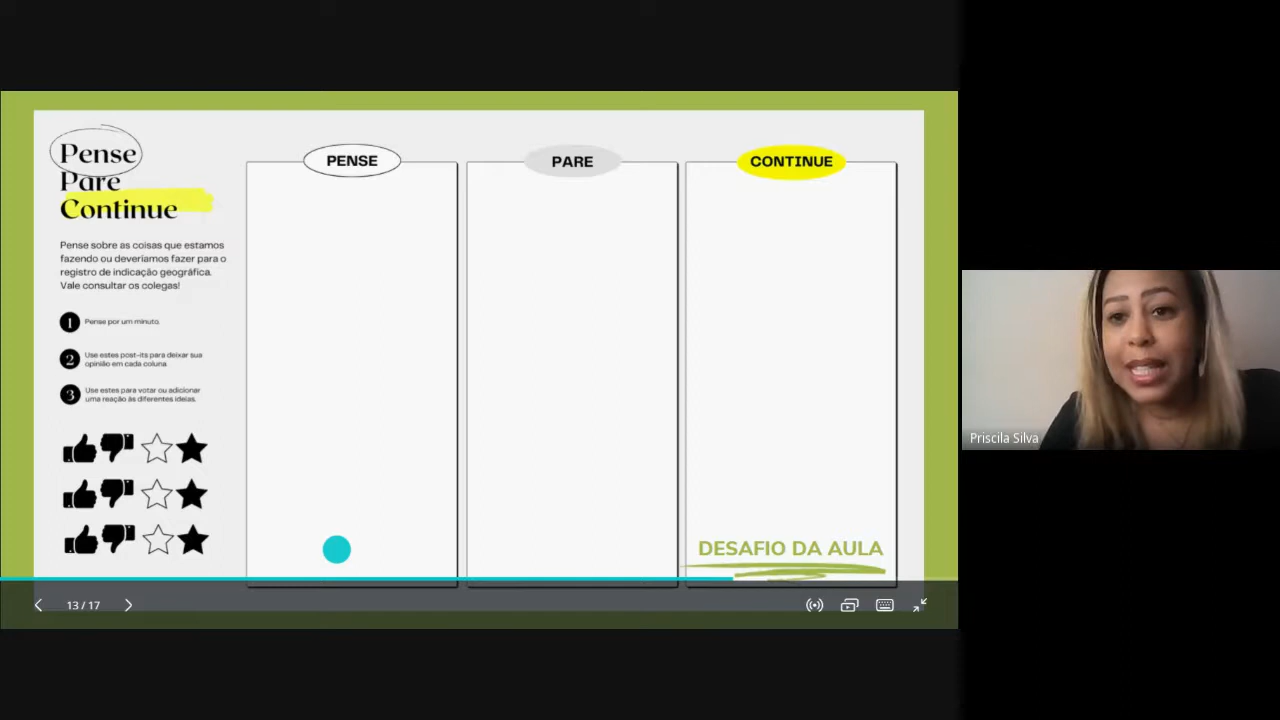 Pense
Pare
Continue
Pense sobre as coisas que estamos
fazendo ou deveríamos fazer para o
registro de indicação geográfica.
Vale consultar os colegas!
1 Pense por um minuto.
2 Use estes post-its para deixar sua
opinião em cada coluna
3 Use estes para votar ou adicionar
uma reação às diferentes ideias.
PENSE
PARE
CONTINUE
DESAFIO DA AULA
13 / 17
Priscila Silva